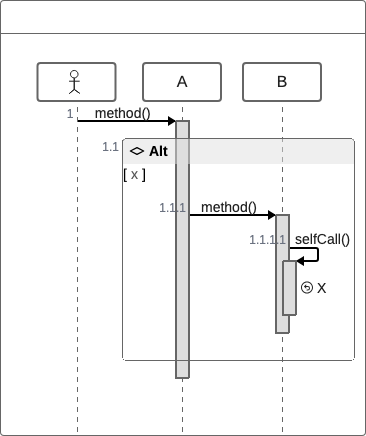 A
B
1
method()
1.1
Alt
[ x ]
1.1.1
method()
1.1.1.1
selfCall()
X